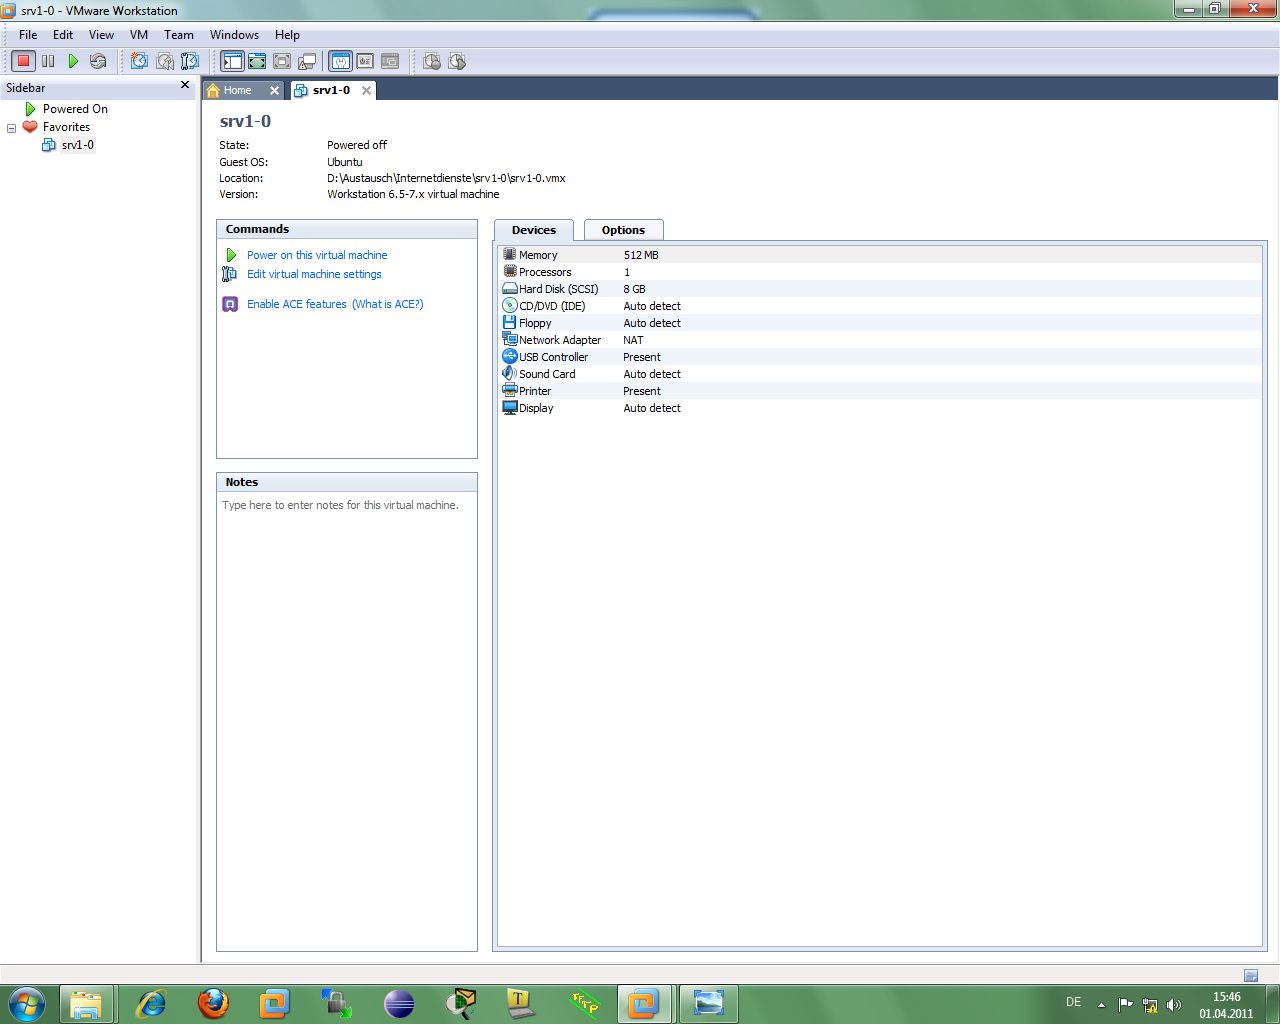 srv1-0 - VMware Workstation
File Edit View VM Team Windows Help
Sidebar
Powered On
Favorites
srv1-0
Home
srv1-0
srv1-0
State: Powered off
Guest OS: Ubuntu
Location: D:\Austausch\Internetdienste\srv1-0\srv1-0.vmx
Version: Workstation 6.5-7.x virtual machine
Commands
Power on this virtual machine
Edit virtual machine settings
Enable ACE features (What is ACE?)
Notes
Type here to enter notes for this virtual machine.
Devices Options
Memory 512 MB
Processors 1
Hard Disk (SCSI) 8 GB
CD/DVD (IDE) Auto detect
Floppy Auto detect
Network Adapter NAT
USB Controller Present
Sound Card Auto detect
Printer Present
Display Auto detect
DE
15:46
01.04.2011